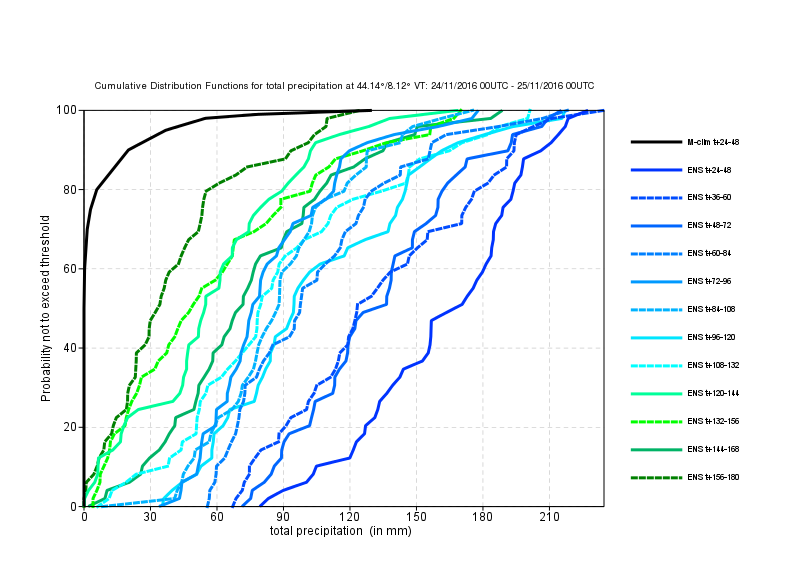 Cumulative Distribution Functions for total precipitation at 44.14°/8.12° VT: 24/11/2016 00UTC - 25/11/2016 00UTC
100
80
60
40
20
0
Probability not to exceed threshold
0 30 60 90 120 150 180 210
total precipitation (in mm)
M-clim t+24-48
ENS t+24-48
ENS t+36-60
ENS t+48-72
ENS t+60-84
ENS t+72-96
ENS t+84-108
ENS t+96-120
ENS t+108-132
ENS t+120-144
ENS t+132-156
ENS t+144-168
ENS t+156-180